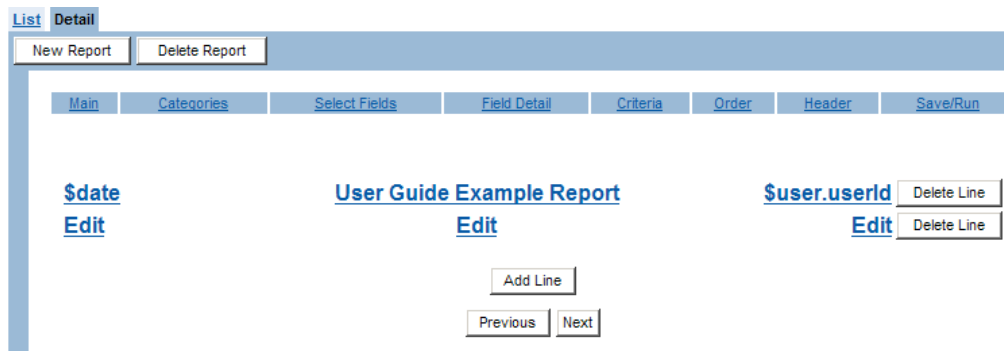 List Detail
New Report Delete Report
Main Categories Select Fields Field Detail Criteria Order Header Save/Run
$date User Guide Example Report $user.userId Delete Line
Edit Edit Edit Delete Line
Add Line
Previous Next